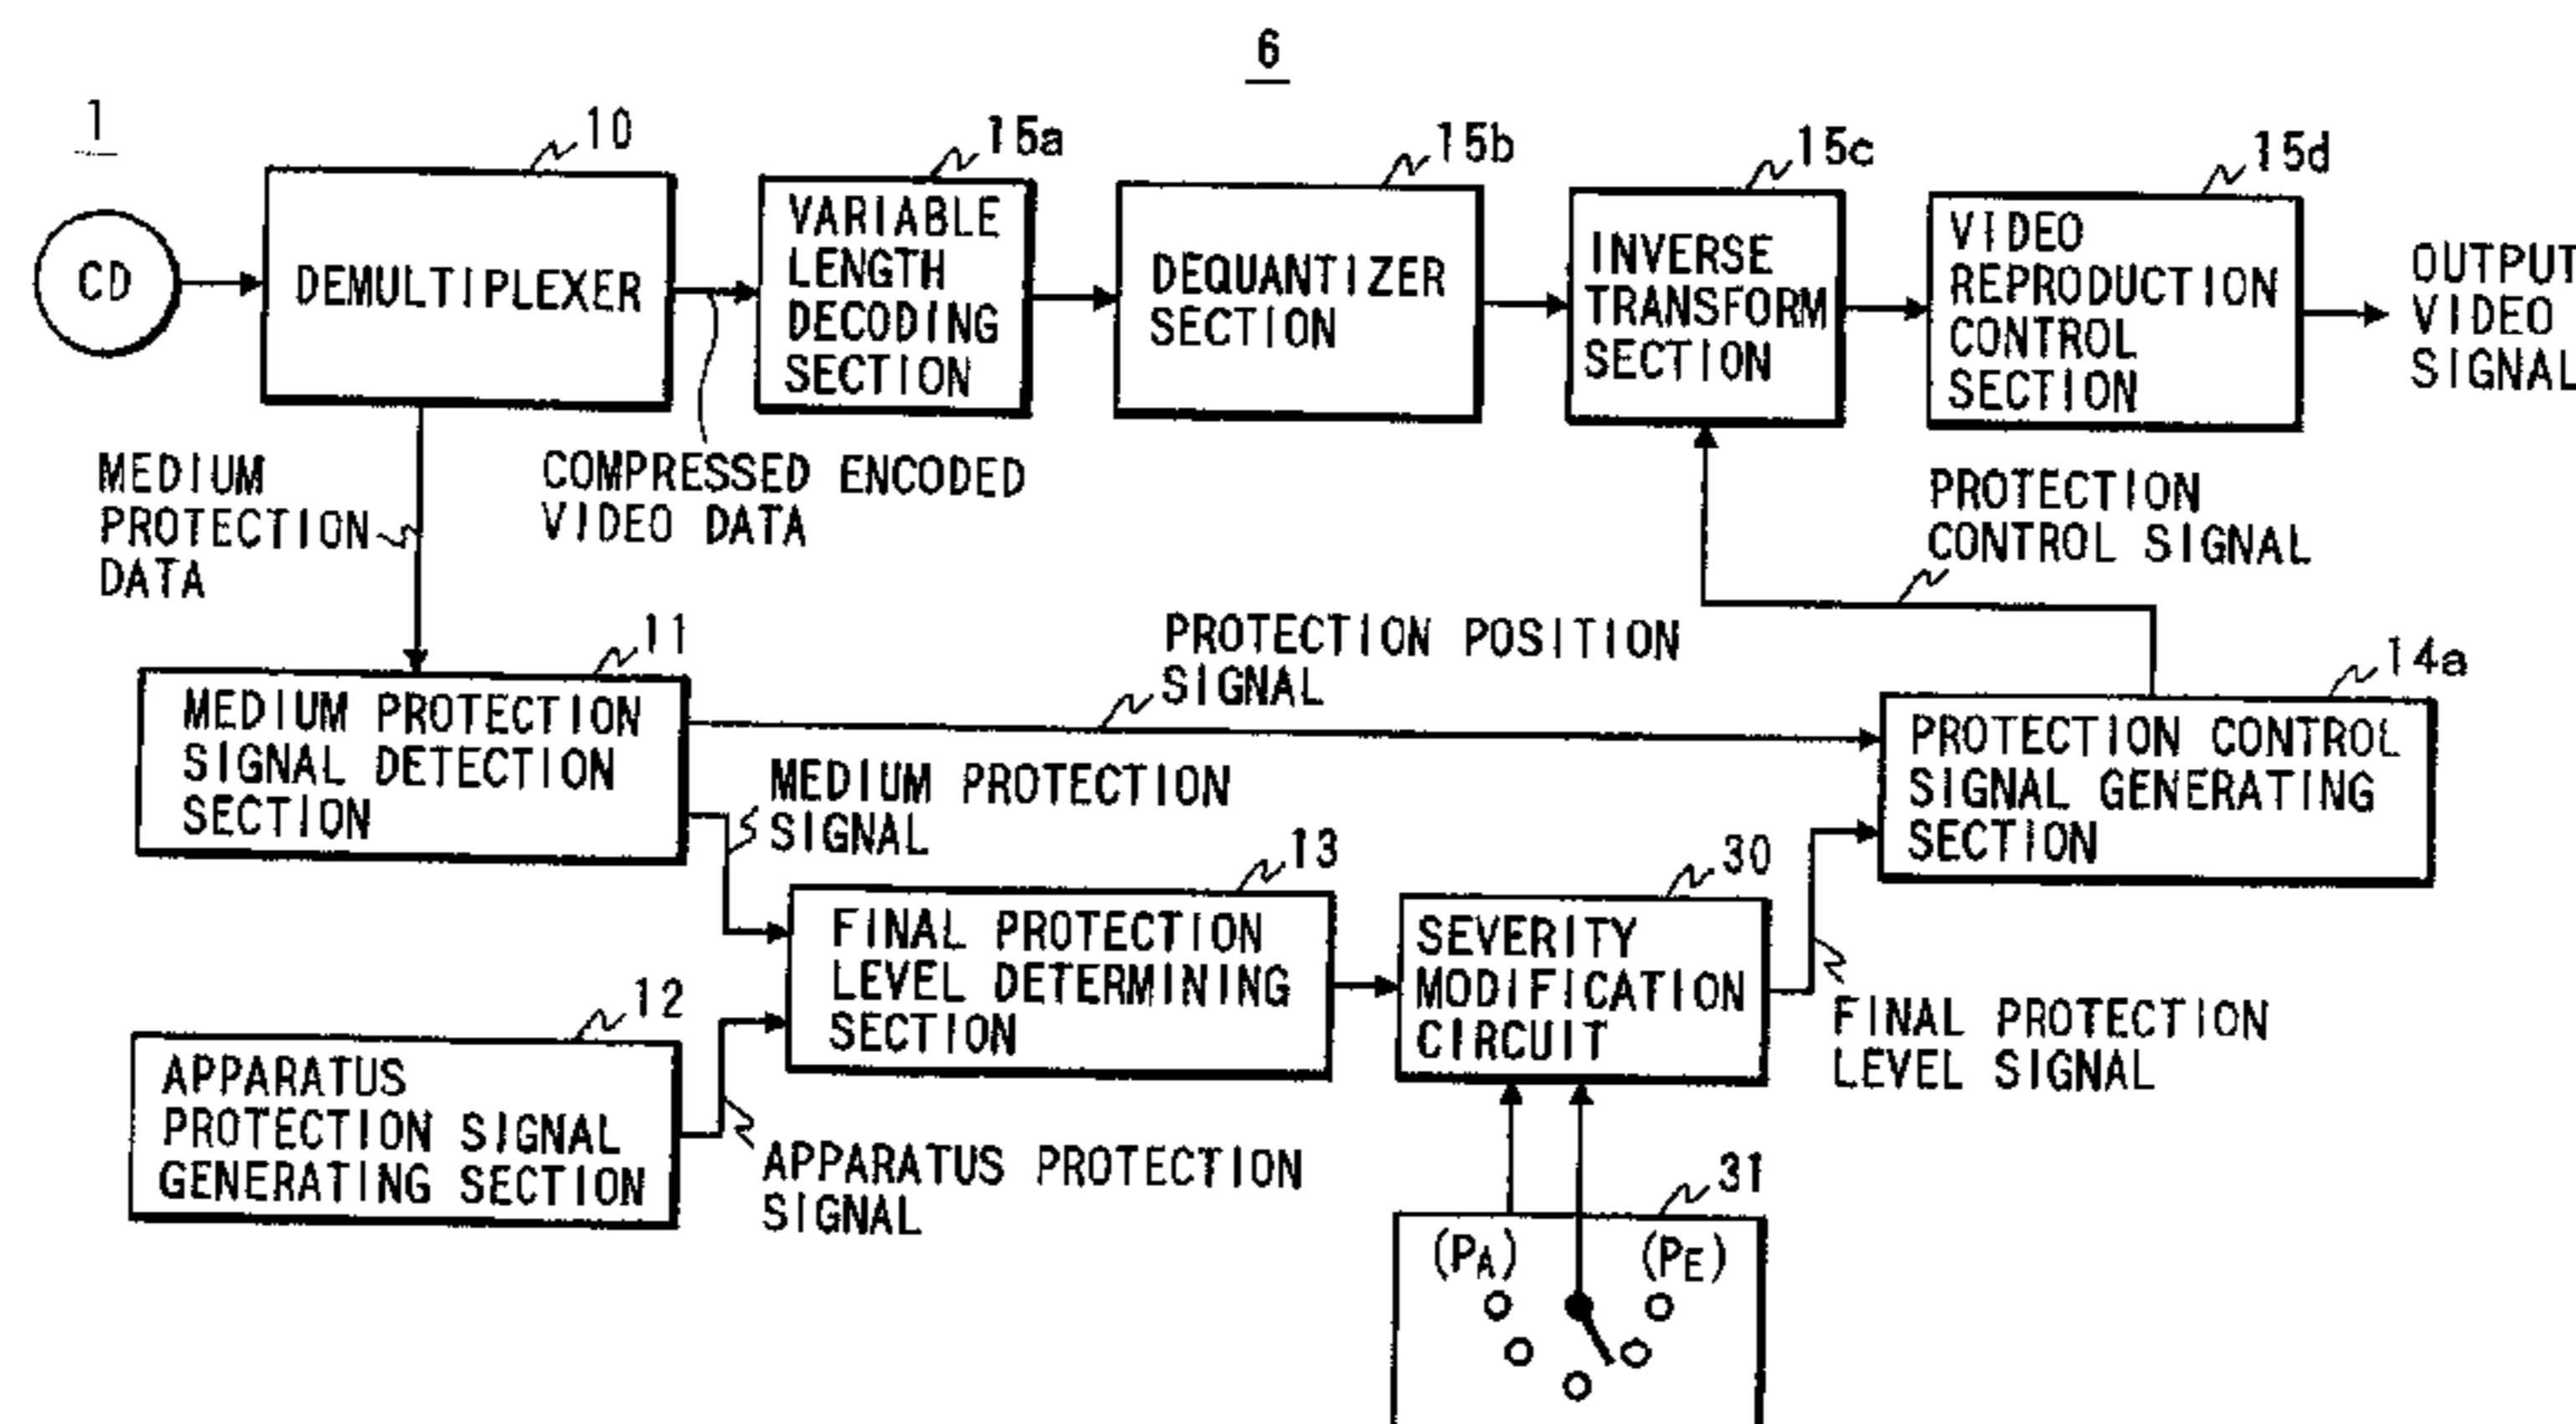 6
1
10
15a
15b
15c
15d
CD
DEMULTIPLEXER
VARIABLE
LENGTH
DECODING
SECTION
DEQUANTIZER
SECTION
INVERSE
TRANSFORM
SECTION
VIDEO
REPRODUCTION
CONTROL
SECTION
OUTPUT
VIDEO
SIGNAL
MEDIUM
PROTECTION
DATA
COMPRESSED ENCODED
VIDEO DATA
PROTECTION
CONTROL SIGNAL
11
PROTECTION POSITION
SIGNAL
14a
MEDIUM PROTECTION
SIGNAL DETECTION
SECTION
MEDIUM PROTECTION
SIGNAL
PROTECTION CONTROL
SIGNAL GENERATING
SECTION
13
30
FINAL PROTECTION
LEVEL DETERMINING
SECTION
SEVERITY
MODIFICATION
CIRCUIT
FINAL PROTECTION
LEVEL SIGNAL
12
APPARATUS
PROTECTION SIGNAL
GENERATING SECTION
APPARATUS PROTECTION
SIGNAL
31
(PA)
(PE)